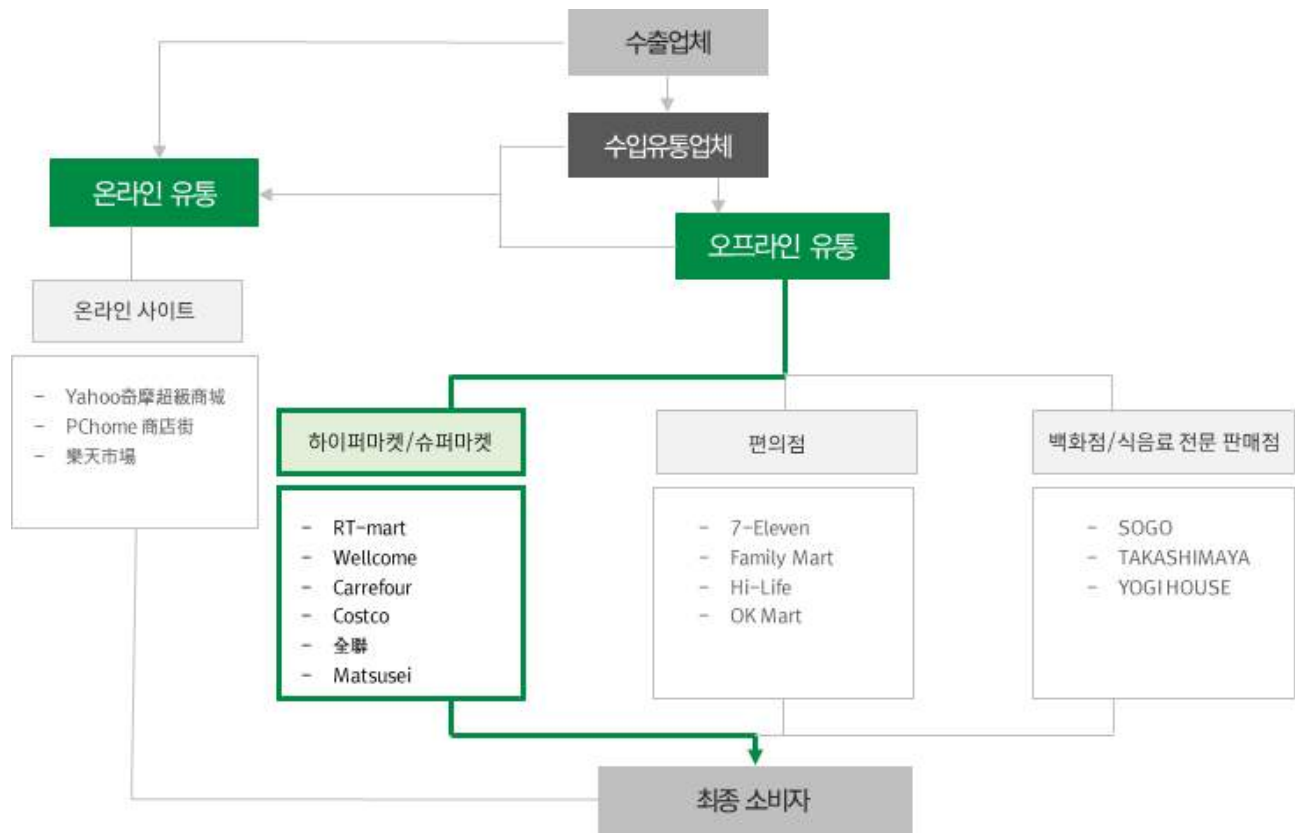 수출업체
수입유통업체
온라인 유통
오프라인 유통
온라인 사이트
- Yahoo奇摩超級商城
- PChome 商店街
- 樂天市場
하이퍼마켓/슈퍼마켓
- RT-mart
- Wellcome
- Carrefour
- Costco
- 全聯
- Matsusei
편의점
- 7-Eleven
- Family Mart
- Hi-Life
- OK Mart
백화점/식음료 전문 판매점
- SOGO
- TAKASHIMAYA
- YOGI HOUSE
최종 소비자